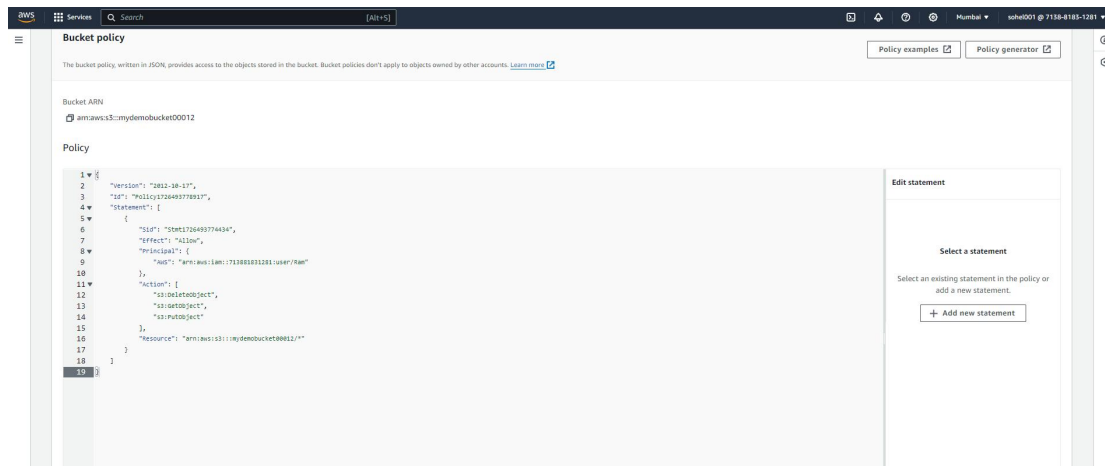 aws Services Search [Alt+S] Mumbai sohel001 @ 7138-8183-1281
Bucket policy
Policy examples Policy generator
The bucket policy, written in JSON, provides access to the objects stored in the bucket. Bucket policies don't apply to objects owned by other accounts. Learn more
Bucket ARN
arn:aws:s3:::mydemobucket00012
Policy
1 {
2 "Version": "2012-10-17",
3 "Id": "Policy1726493778917",
4 "Statement": [
5 {
6 "Sid": "Stmt1726493774434",
7 "Effect": "Allow",
8 "Principal": {
9 "AWS": "arn:aws:iam::713881831281:user/Ram"
10 },
11 "Action": [
12 "s3:DeleteObject",
13 "s3:GetObject",
14 "s3:PutObject"
15 ],
16 "Resource": "arn:aws:s3:::mydemobucket00012/*"
17 }
18 ]
19 }
Edit statement
Select a statement
Select an existing statement in the policy or
add a new statement.
+ Add new statement